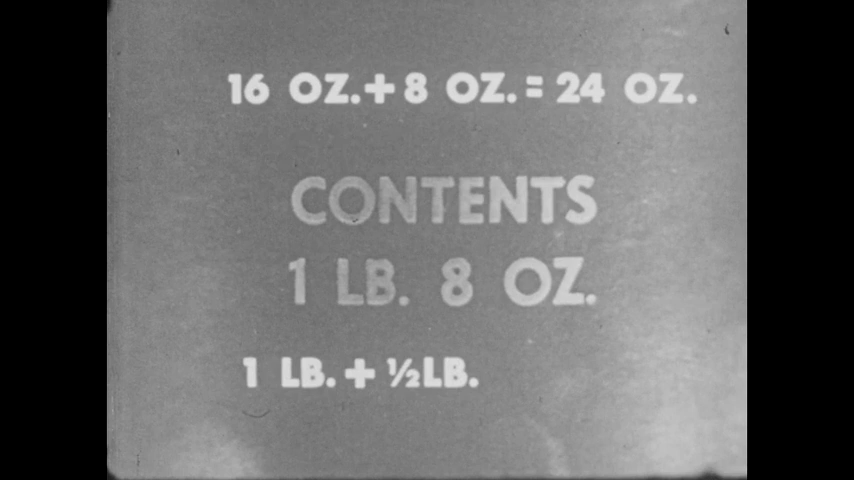 16 OZ.+8 OZ.=24 OZ.
CONTENTS
1 LB. 8 OZ.
1 LB.+½LB.